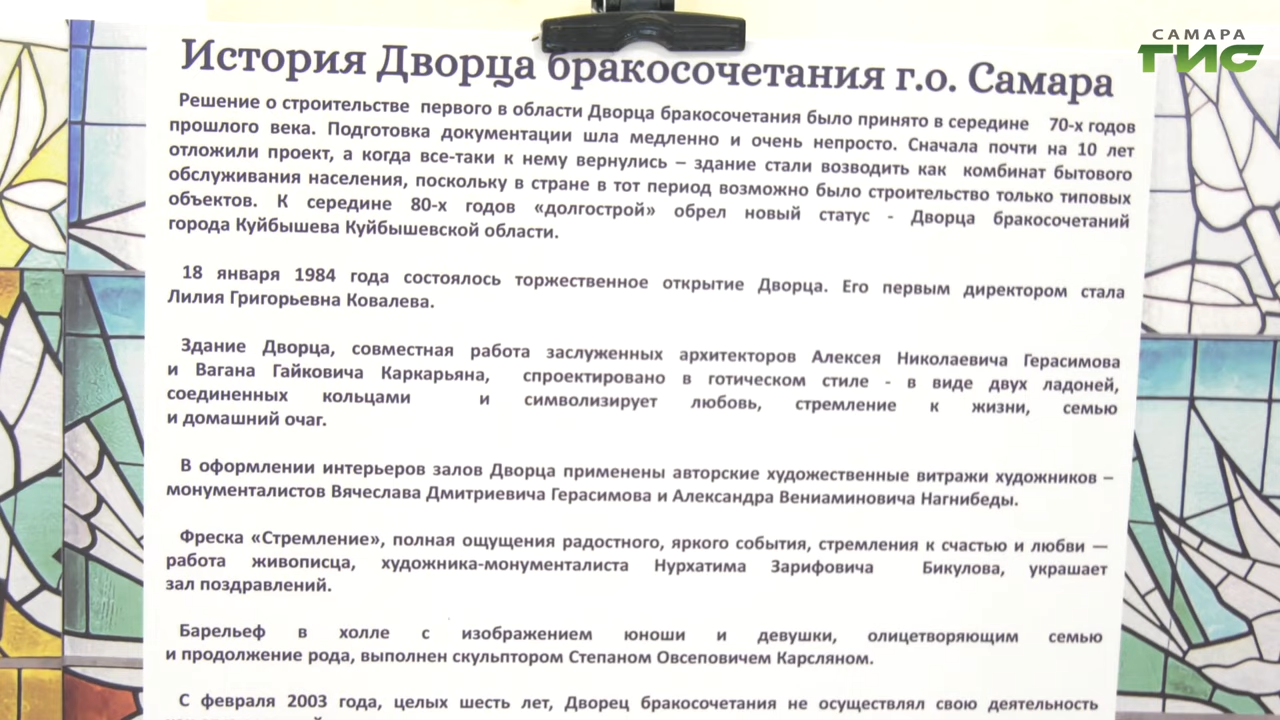 САМАРА
ГИС
История Дворца бракосочетания г.о. Самара
Решение о строительстве первого в области Дворца бракосочетания было принято в середине 70-х годов
прошлого века. Подготовка документации шла медленно и очень непросто. Сначала почти на 10 лет
отложили проект, а когда все-таки к нему вернулись – здание стали возводить как комбинат бытового
обслуживания населения, поскольку в стране в тот период возможно было строительство только типовых
объектов. К середине 80-х годов «долгострой» обрел новый статус - Дворца бракосочетаний
города Куйбышева Куйбышевской области.
18 января 1984 года состоялось торжественное открытие Дворца. Его первым директором стала
Лилия Григорьевна Ковалева.
Здание Дворца, совместная работа заслуженных архитекторов Алексея Николаевича Герасимова
и Вагана Гайковича Каркарьяна, спроектировано в готическом стиле - в виде двух ладоней,
соединенных кольцами и символизирует любовь, стремление к жизни, семью
и домашний очаг.
В оформлении интерьеров залов Дворца применены авторские художественные витражи художников –
монументалистов Вячеслава Дмитриевича Герасимова и Александра Вениаминовича Нагнибеды.
Фреска «Стремление», полная ощущения радостного, яркого события, стремления к счастью и любви —
работа живописца, художника-монументалиста Нурхатима Зарифовича Бикулова, украшает
зал поздравлений.
Барельеф в холле с изображением юноши и девушки, олицетворяющим семью
и продолжение рода, выполнен скульптором Степаном Овсеповичем Карсляном.
С февраля 2003 года, целых шесть лет, Дворец бракосочетания не осуществлял свою деятельность